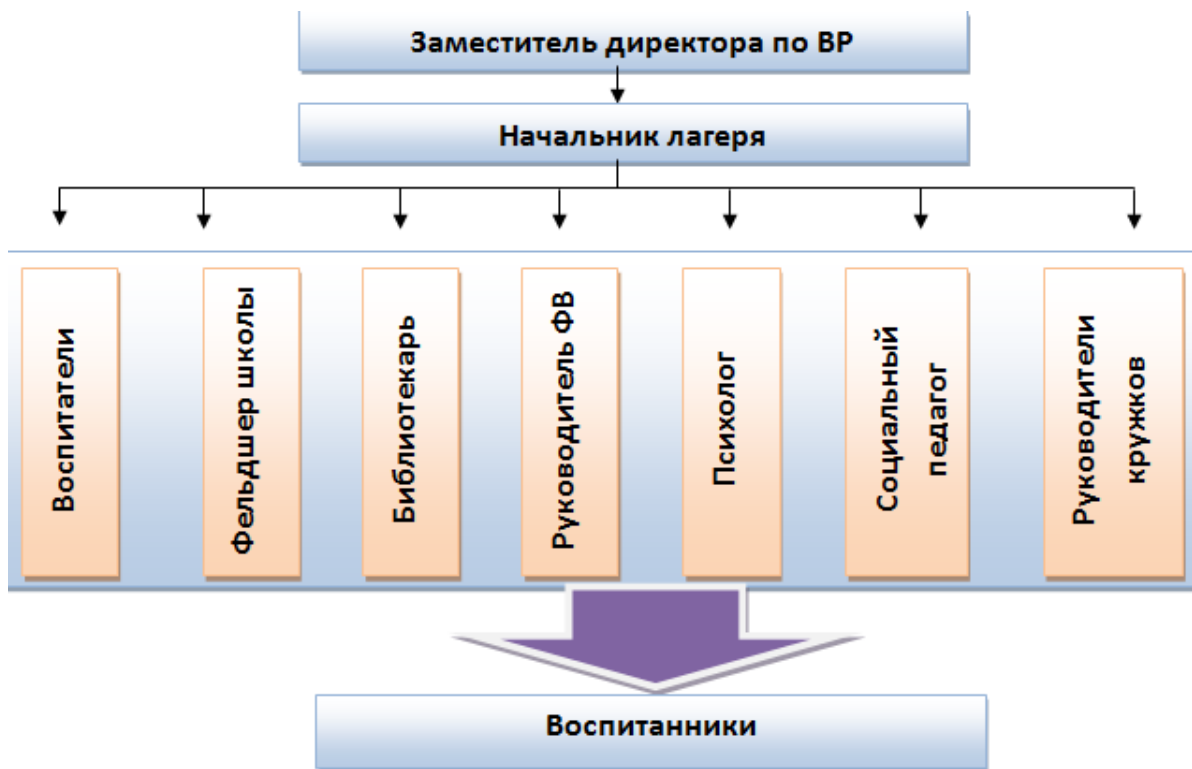 Заместитель директора по ВР
Начальник лагеря
Воспитатели
Фельдшер школы
Библиотекарь
Руководитель ФВ
Психолог
Социальный
педагог
Руководители
кружков
Воспитанники